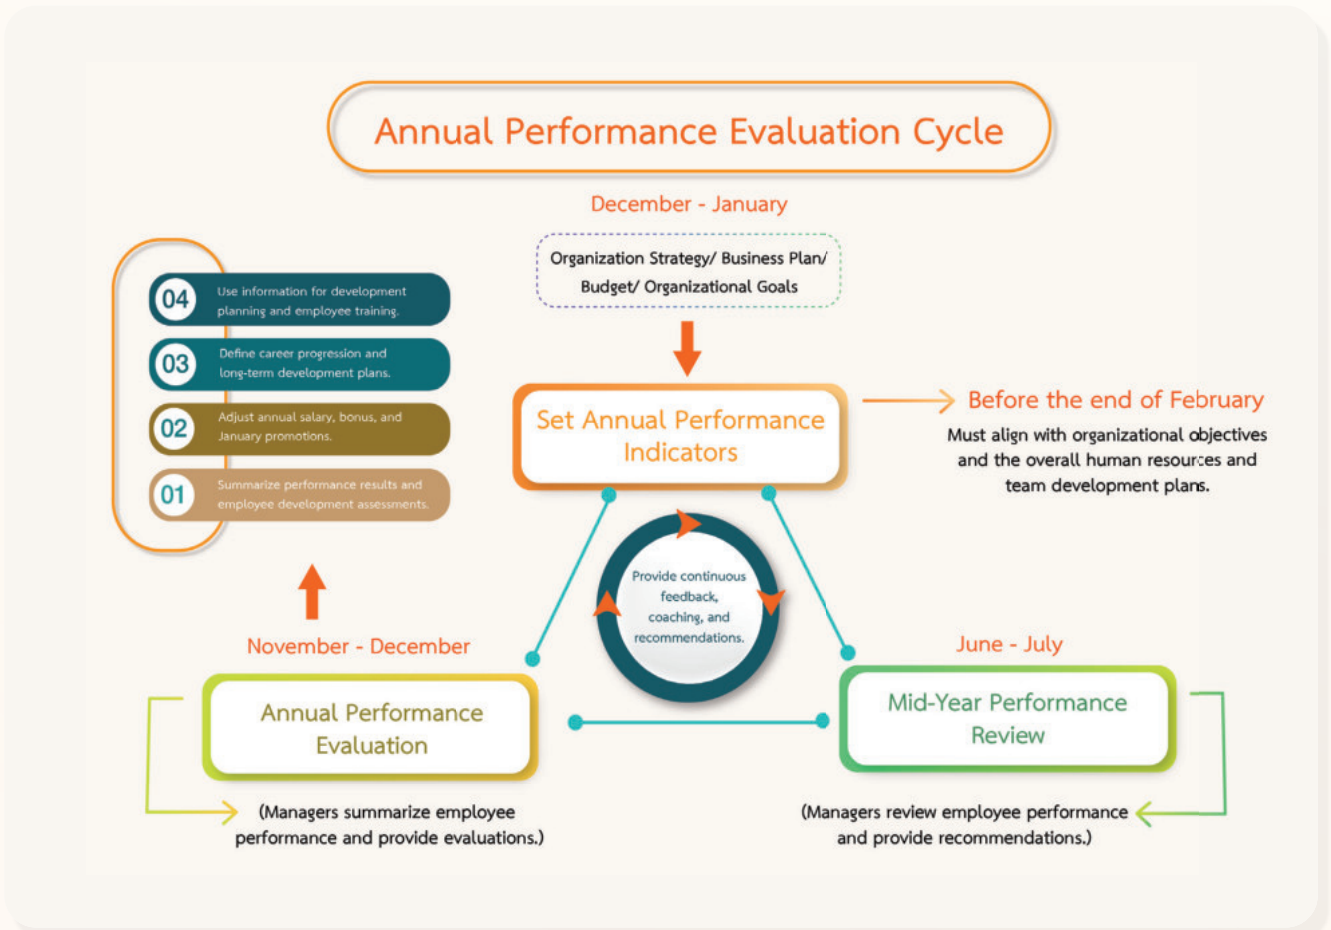 Annual Performance Evaluation Cycle
December - January
Organization Strategy/ Business Plan/
Budget/ Organizational Goals
04
Use information for development
planning and employee training.
03
Define career progression and
long-term development plans.
02
Adjust annual salary, bonus, and
January promotions.
01
Summarize performance results and
employee development assessments.
Set Annual Performance
Indicators
Before the end of February
Must align with organizational objectives
and the overall human resources and
team development plans.
Provide continuous
feedback,
coaching, and
recommendations.
November - December
Annual Performance
Evaluation
(Managers summarize employee
performance and provide evaluations.)
June - July
Mid-Year Performance
Review
(Managers review employee performance
and provide recommendations.)